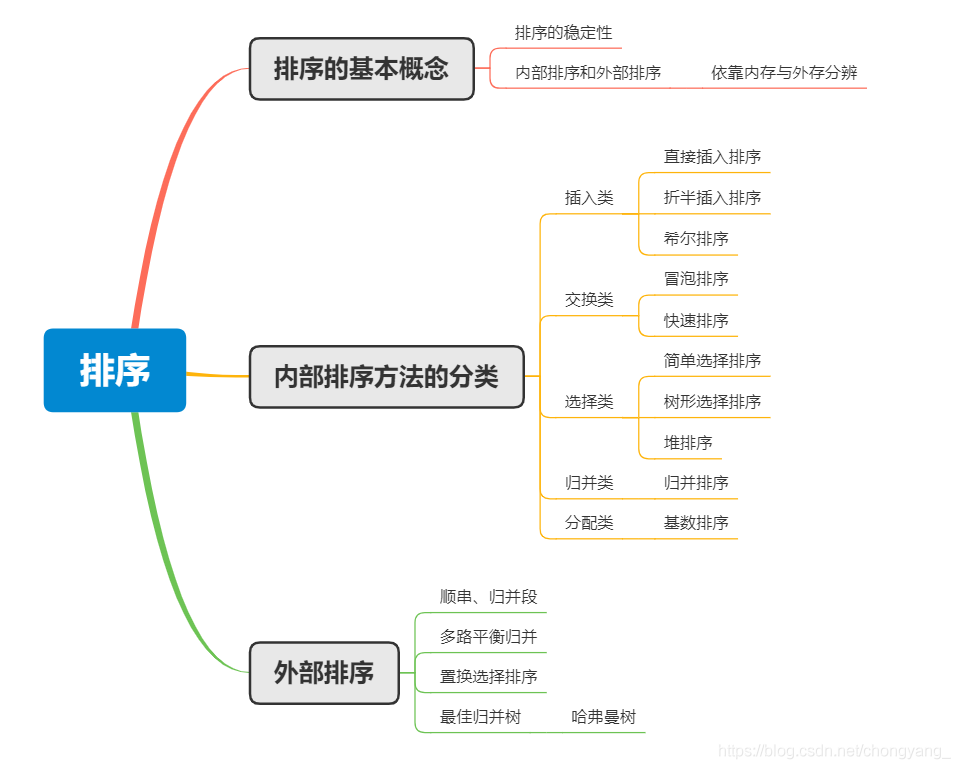 排序
排序的基本概念
排序的稳定性
内部排序和外部排序
依靠内存与外存分辨
内部排序方法的分类
插入类
直接插入排序
折半插入排序
希尔排序
交换类
冒泡排序
快速排序
选择类
简单选择排序
树形选择排序
堆排序
归并类
归并排序
分配类
基数排序
外部排序
顺串、归并段
多路平衡归并
置换选择排序
最佳归并树
哈弗曼树
https://blog.csdn.net/chongyang_